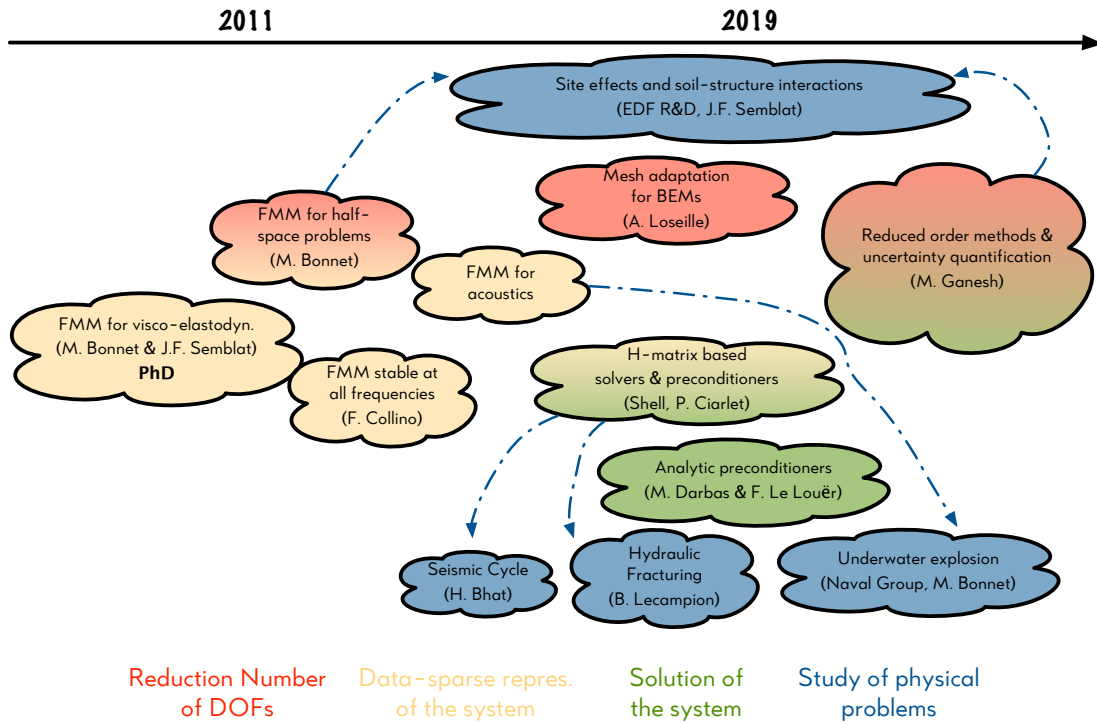 2011
2019
Site effects and soil-structure interactions
(EDF R&D, J.F. Semblat)
Mesh adaptation
for BEMs
(A. Loseille)
FMM for half-
space problems
(M. Bonnet)
Reduced order methods &
uncertainty quantification
(M. Ganesh)
FMM for
acoustics
FMM for visco-elastodyn.
(M. Bonnet & J.F. Semblat)
PhD
FMM stable at
all frequencies
(F. Collino)
H-matrix based
solvers & preconditioners
(Shell, P. Ciarlet)
Analytic preconditioners
(M. Darbas & F. Le Louër)
Seismic Cycle
(H. Bhat)
Hydraulic
Fracturing
(B. Lecampion)
Underwater explosion
(Naval Group, M. Bonnet)
Reduction Number
of DOFs
Data-sparse repres.
of the system
Solution of
the system
Study of physical
problems